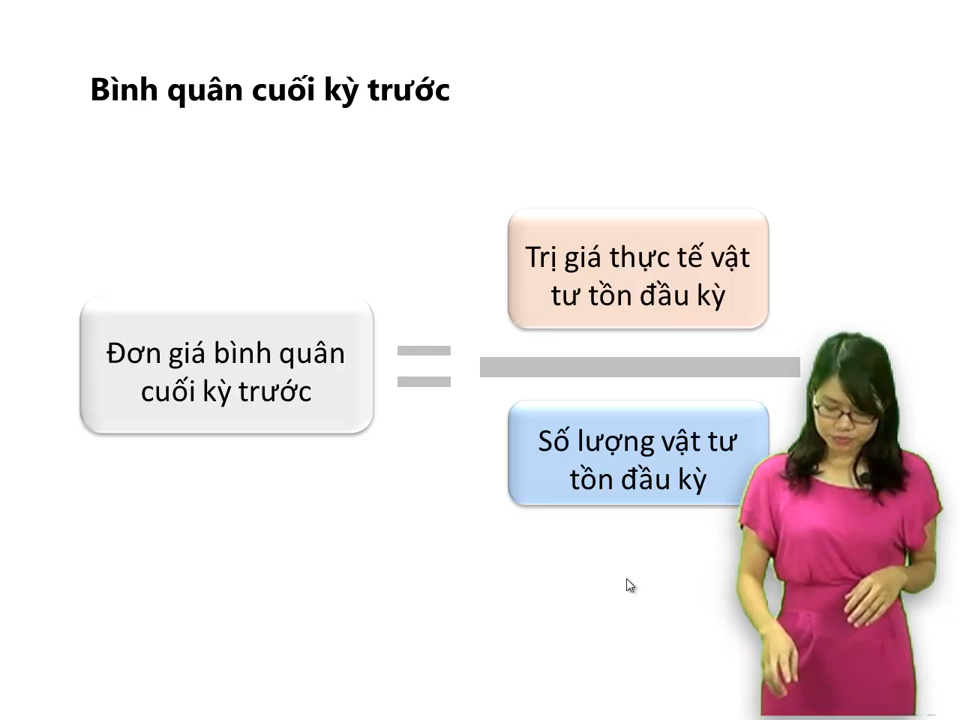 Bình quân cuối kỳ trước
Trị giá thực tế vật
tư tồn đầu kỳ
Đơn giá bình quân
cuối kỳ trước
Số lượng vật tư
tồn đầu kỳ